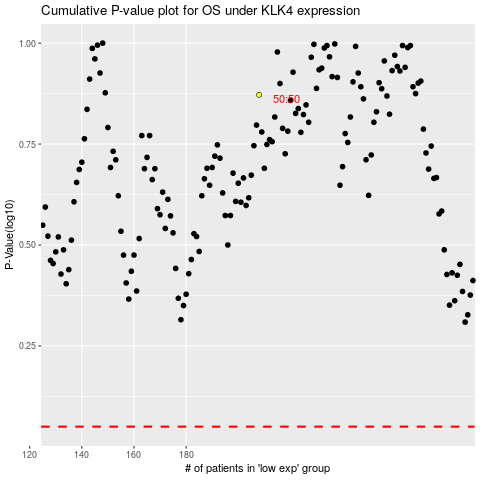 Cumulative P-value plot for OS under KLK4 expression
1.00
0.75
0.50
0.25
P-Value(log10)
50:50
120 140 160 180
# of patients in 'low exp' group